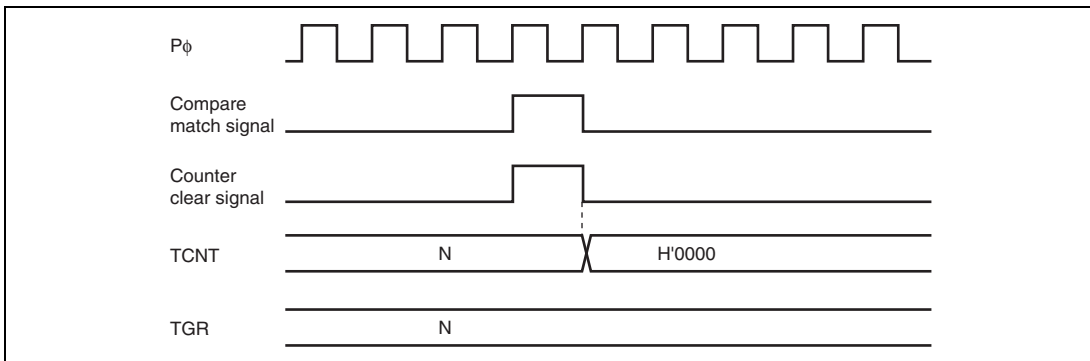 Pϕ
Compare
match signal
Counter
clear signal
TCNT
N
H'0000
TGR
N